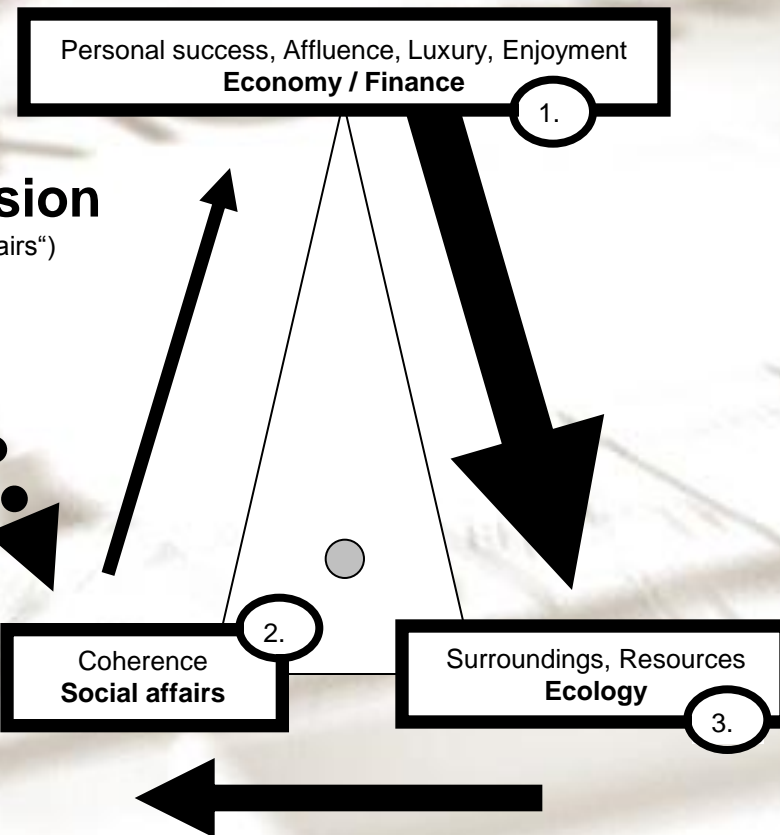 Personal success, Affluence, Luxury, Enjoyment
Economy / Finance
1.
sion
airs“)
2.
Coherence
Social affairs
Surroundings, Resources
Ecology
3.